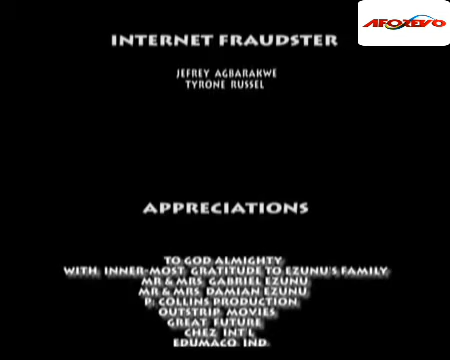 AFOREVO
INTERNET FRAUDSTER
JEFREY AGBARAKWE
TYRONE RUSSEL
APPRECIATIONS
TO GOD ALMIGHTY
WITH INNER-MOST GRATITUDE TO EZUNU'S FAMILY
MR & MRS GABRIEL EZUNU
MR & MRS DAMIAN EZUNU
P. COLLINS PRODUCTION
OUTSTRIP MOVIES
GREAT FUTURE
CHEZ INT'L
EDUMACO IND.